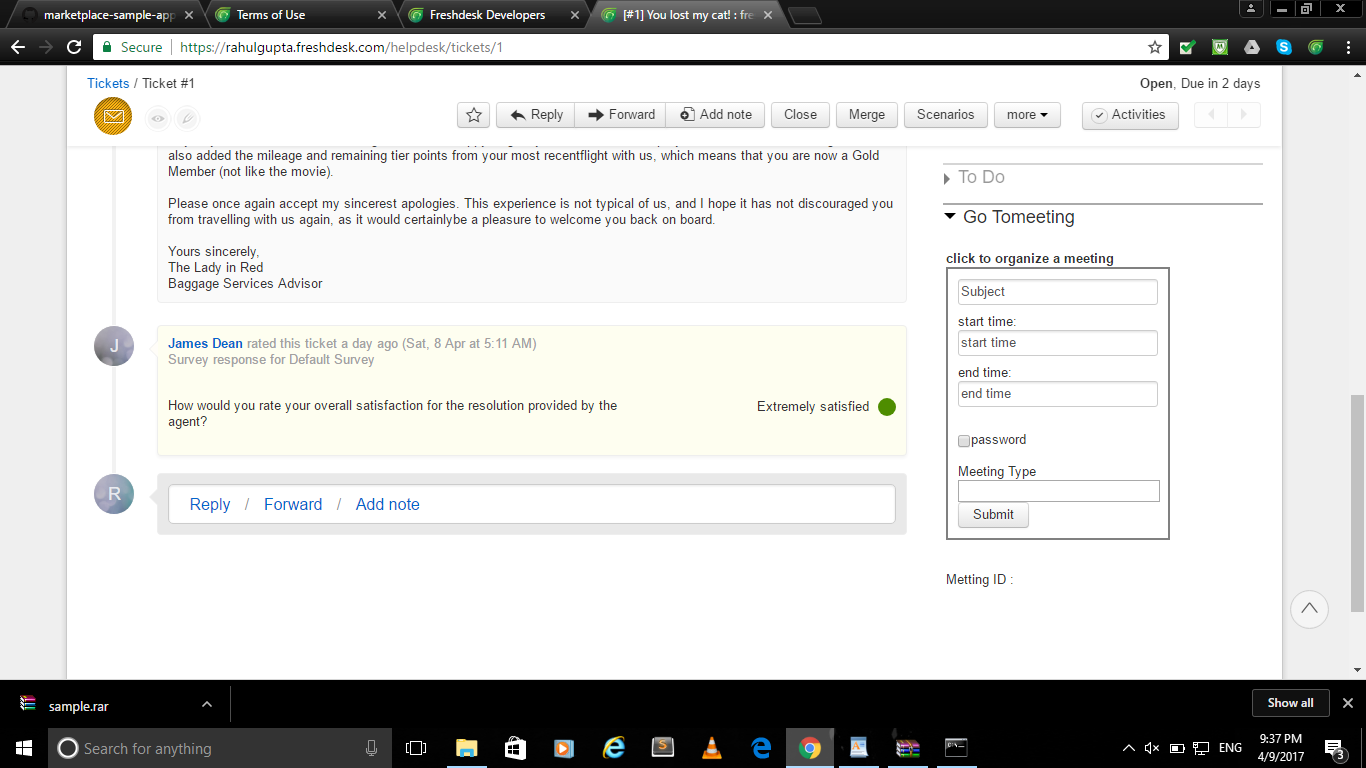 marketplace-sample-app
Terms of Use
Freshdesk Developers
[#1] You lost my cat! : fre
Secure
https://rahulgupta.freshdesk.com/helpdesk/tickets/1
Tickets / Ticket #1
Open, Due in 2 days
Reply
Forward
Add note
Close
Merge
Scenarios
more
Activities
also added the mileage and remaining tier points from your most recentflight with us, which means that you are now a Gold
Member (not like the movie).
Please once again accept my sincerest apologies. This experience is not typical of us, and I hope it has not discouraged you
from travelling with us again, as it would certainlybe a pleasure to welcome you back on board.
Yours sincerely,
The Lady in Red
Baggage Services Advisor
J
James Dean rated this ticket a day ago (Sat, 8 Apr at 5:11 AM)
Survey response for Default Survey
How would you rate your overall satisfaction for the resolution provided by the
agent?
Extremely satisfied
R
Reply / Forward / Add note
To Do
Go Tomeeting
click to organize a meeting
Subject
start time:
start time
end time:
end time
password
Meeting Type
Submit
Metting ID :
sample.rar
Show all
Search for anything
ENG
9:37 PM
4/9/2017
3